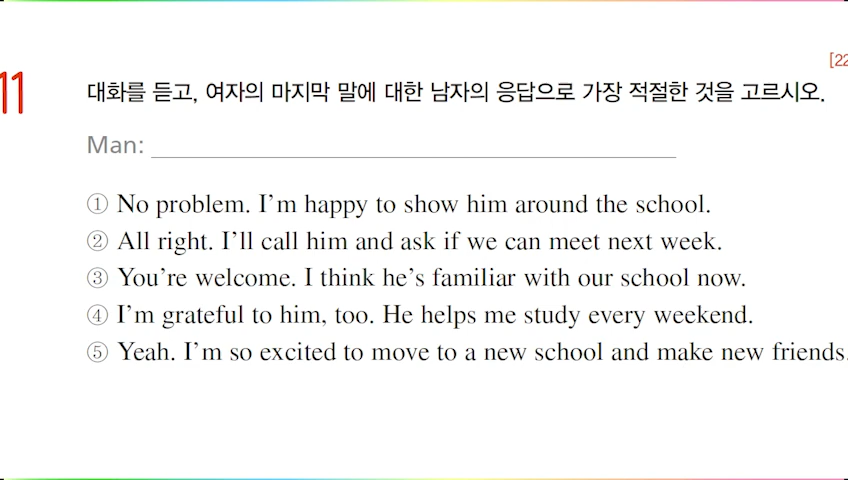 [22
11
대화를 듣고, 여자의 마지막 말에 대한 남자의 응답으로 가장 적절한 것을 고르시오.
Man:
① No problem. I'm happy to show him around the school.
② All right. I'll call him and ask if we can meet next week.
③ You're welcome. I think he's familiar with our school now.
④ I'm grateful to him, too. He helps me study every weekend.
⑤ Yeah. I'm so excited to move to a new school and make new friends.